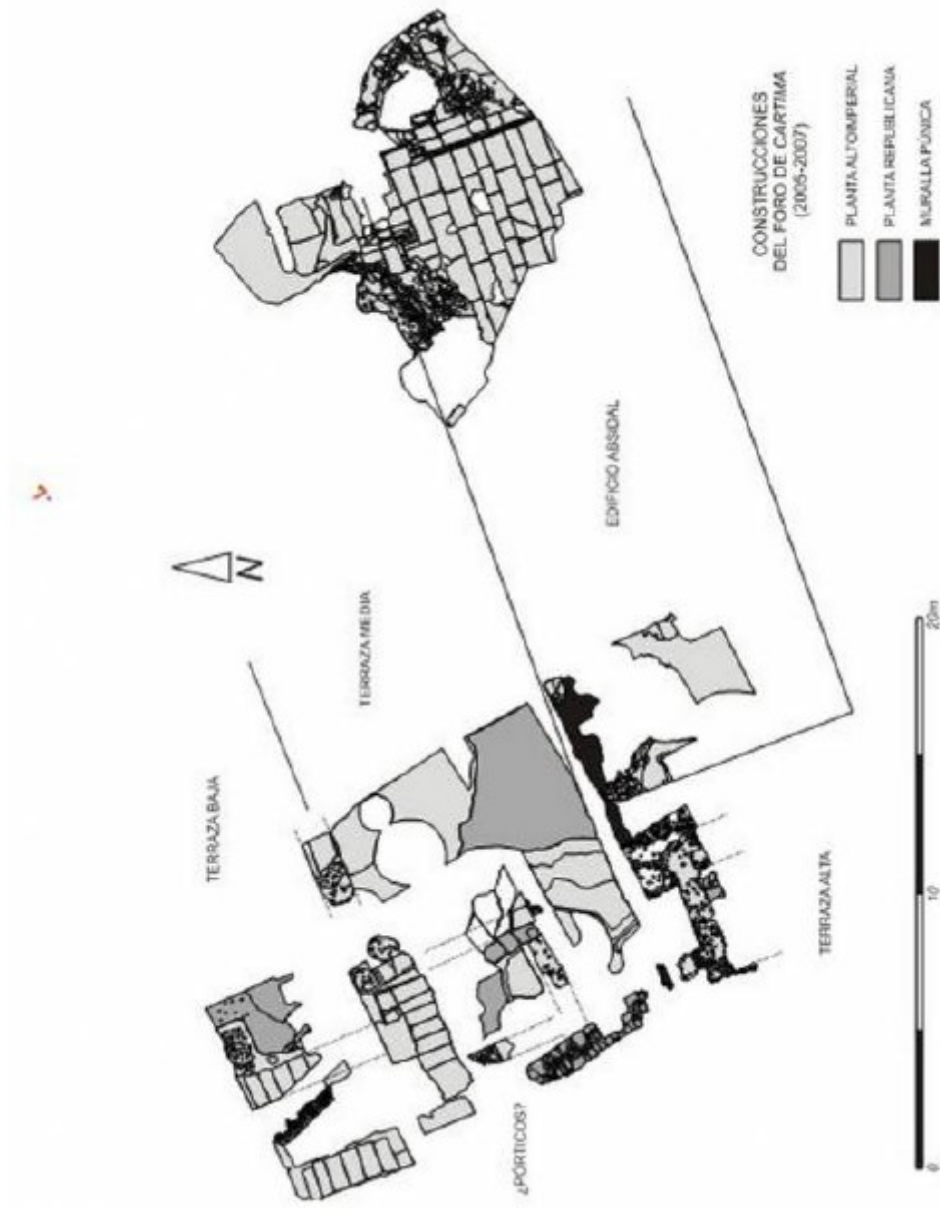 CONSTRUCCIONES
DEL FORO DE CARTIMA
(2005-2007)
PLANTA ALTOIMPERIAL
PLANTA REPUBLICANA
MURALLA PÚNICA
TERRAZA BAJA
TERRAZA MEDIA
N
EDIFICIO ABSIDAL
¿PÓRTICOS?
TERRAZA ALTA
0
10
20m